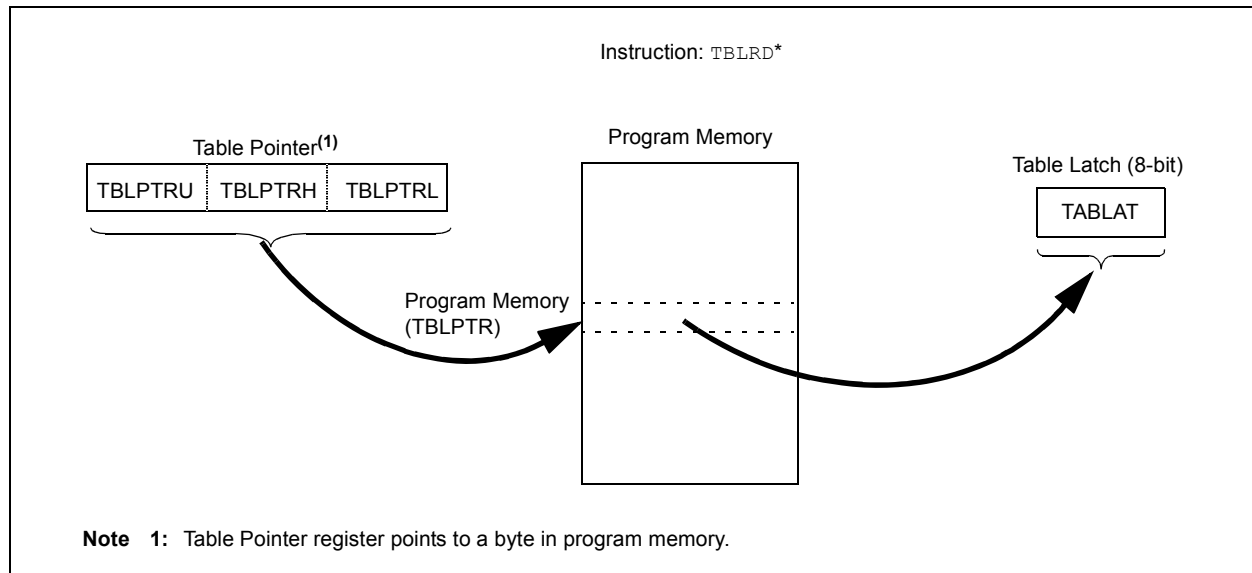 Instruction: TBLRD*
Table Pointer(1)
Program Memory
Table Latch (8-bit)
TBLPTRU TBLPTRH TBLPTRL
TABLAT
Program Memory
(TBLPTR)
Note 1: Table Pointer register points to a byte in program memory.